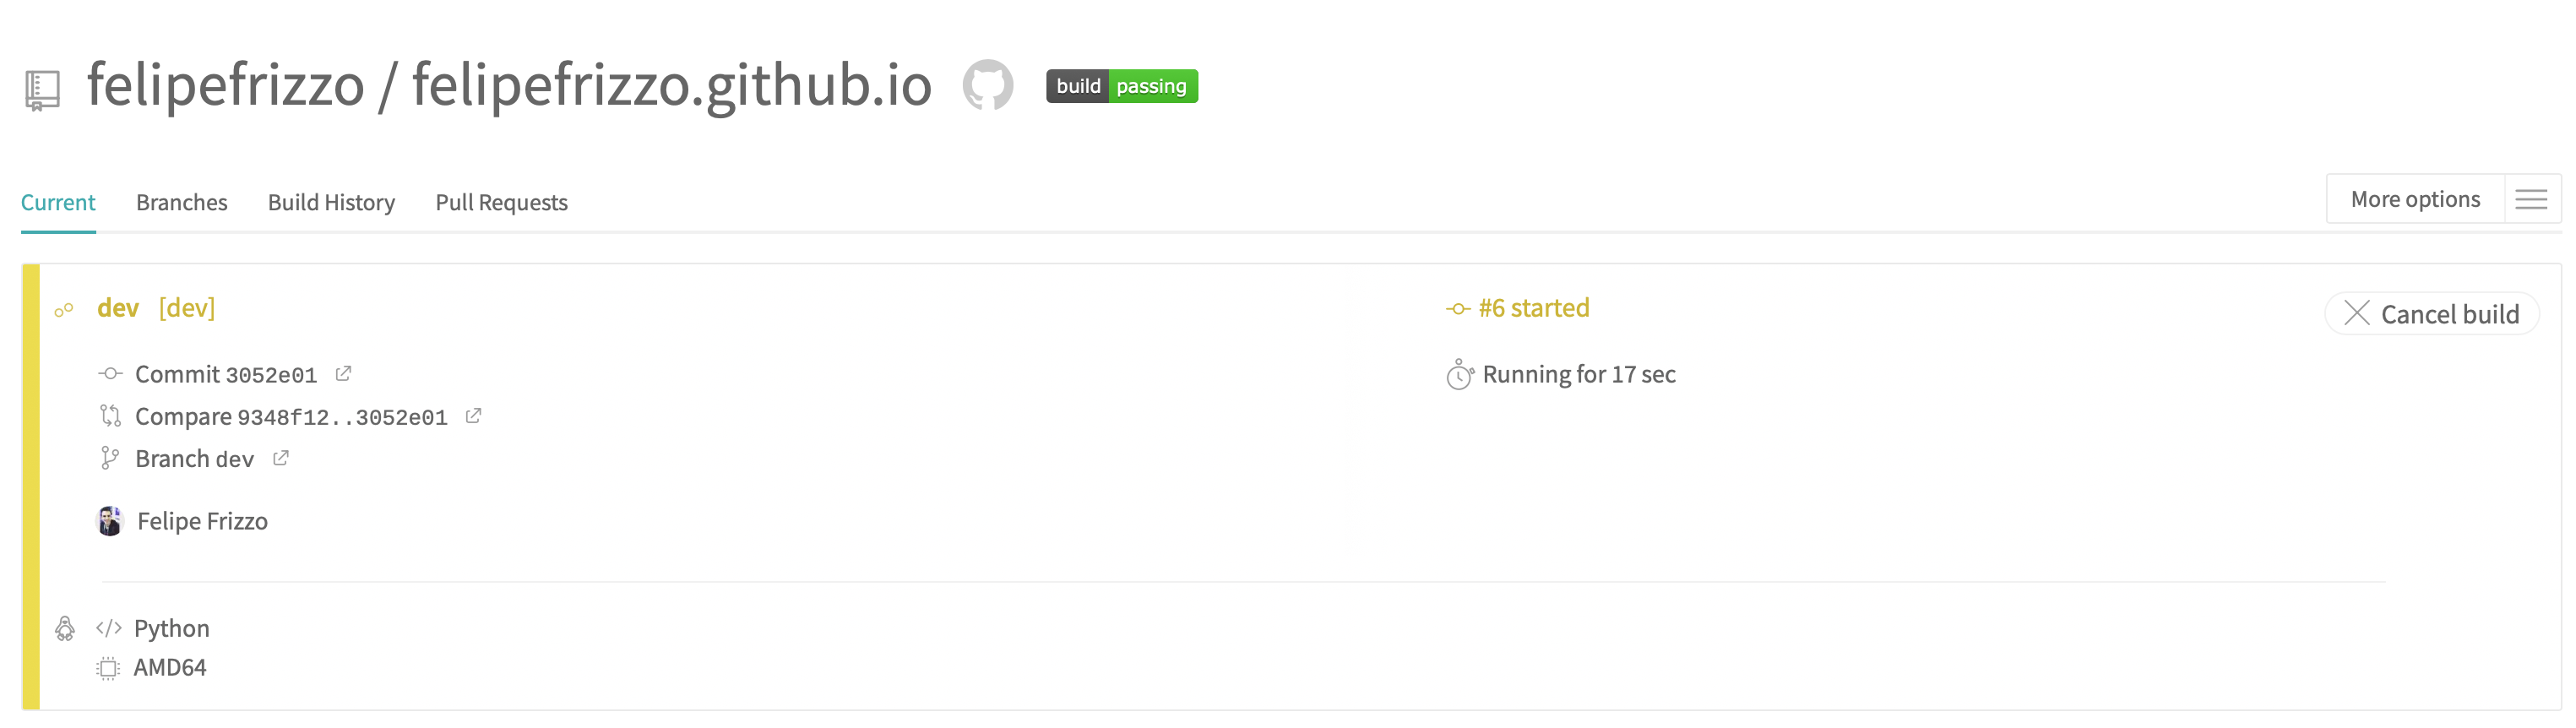 felipefrizzo / felipefrizzo.github.io build passing
Current Branches Build History Pull Requests More options
dev [dev] #6 started Cancel build
Commit 3052e01 Running for 17 sec
Compare 9348f12..3052e01
Branch dev
Felipe Frizzo
</> Python
AMD64